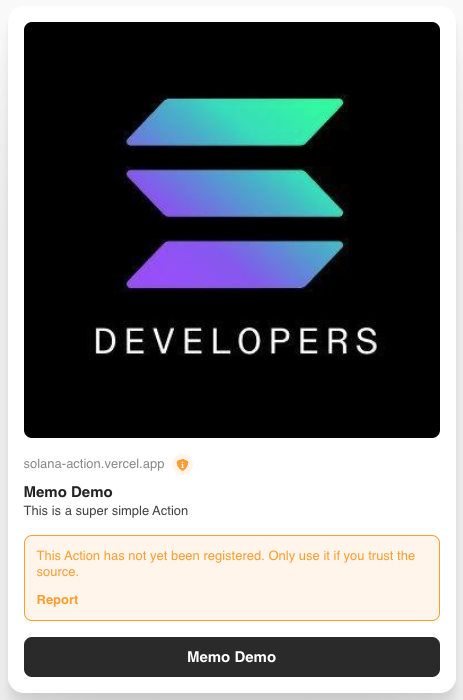 DEVELOPERS
solana-action.vercel.app
Memo Demo
This is a super simple Action
This Action has not yet been registered. Only use it if you trust the
source.
Report
Memo Demo